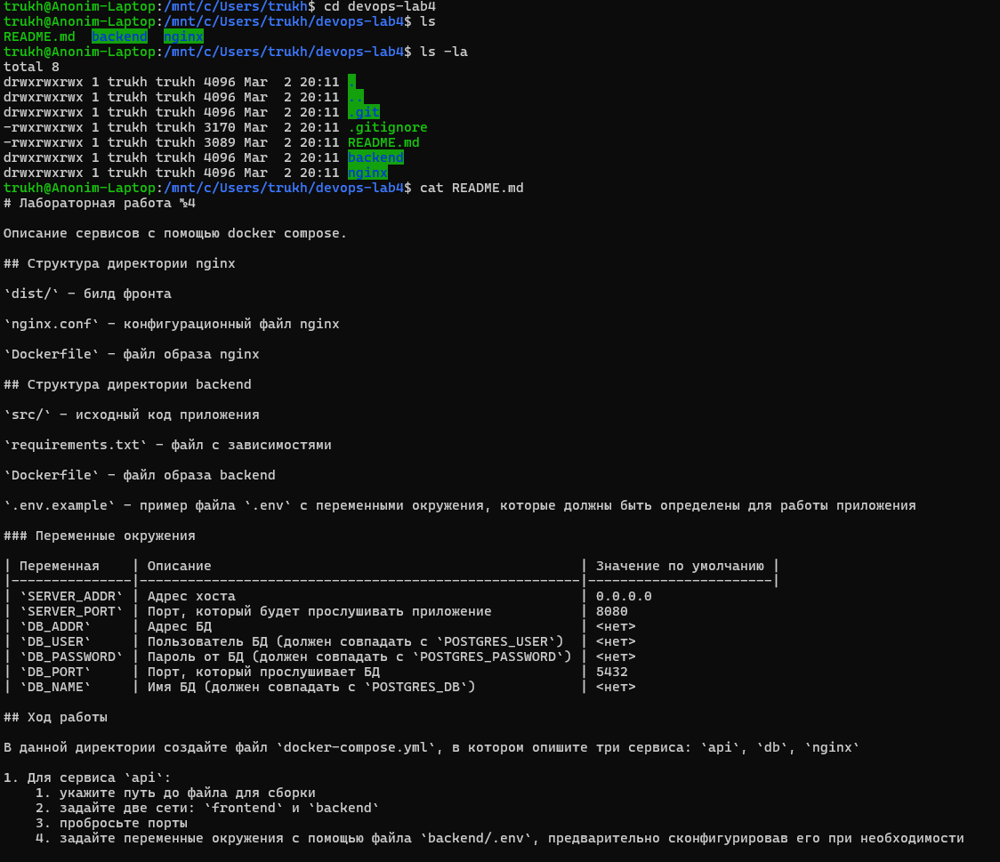 trukh@Anonim-Laptop:/mnt/c/Users/trukh$ cd devops-lab4
trukh@Anonim-Laptop:/mnt/c/Users/trukh/devops-lab4$ ls
README.md  backend  nginx
trukh@Anonim-Laptop:/mnt/c/Users/trukh/devops-lab4$ ls -la
total 8
drwxrwxrwx 1 trukh trukh 4096 Mar  2 20:11 .
drwxrwxrwx 1 trukh trukh 4096 Mar  2 20:11 ..
drwxrwxrwx 1 trukh trukh 4096 Mar  2 20:11 .git
-rwxrwxrwx 1 trukh trukh 3170 Mar  2 20:11 .gitignore
-rwxrwxrwx 1 trukh trukh 3089 Mar  2 20:11 README.md
drwxrwxrwx 1 trukh trukh 4096 Mar  2 20:11 backend
drwxrwxrwx 1 trukh trukh 4096 Mar  2 20:11 nginx
trukh@Anonim-Laptop:/mnt/c/Users/trukh/devops-lab4$ cat README.md
# Лабораторная работа №4
Описание сервисов с помощью docker compose.
## Структура директории nginx
`dist/` - билд фронта
`nginx.conf` - конфигурационный файл nginx
`Dockerfile` - файл образа nginx
## Структура директории backend
`src/` - исходный код приложения
`requirements.txt` - файл с зависимостями
`Dockerfile` - файл образа backend
`.env.example` - пример файла `.env` с переменными окружения, которые должны быть определены для работы приложения
### Переменные окружения
| Переменная    | Описание                                              | Значение по умолчанию |
|---------------|-------------------------------------------------------|-----------------------|
| `SERVER_ADDR` | Адрес хоста                                           | 0.0.0.0
| `SERVER_PORT` | Порт, который будет прослушивать приложение           | 8080
| `DB_ADDR`     | Адрес БД                                              | <нет>
| `DB_USER`     | Пользователь БД (должен совпадать с `POSTGRES_USER`)  | <нет>
| `DB_PASSWORD` | Пароль от БД (должен совпадать с `POSTGRES_PASSWORD`) | <нет>
| `DB_PORT`     | Порт, который прослушивает БД                         | 5432
| `DB_NAME`     | Имя БД (должен совпадать с `POSTGRES_DB`)             | <нет>
## Ход работы
В данной директории создайте файл `docker-compose.yml`, в котором опишите три сервиса: `api`, `db`, `nginx`
1. Для сервиса `api`:
    1. укажите путь до файла для сборки
    2. задайте две сети: `frontend` и `backend`
    3. пробросьте порты
    4. задайте переменные окружения с помощью файла `backend/.env`, предварительно сконфигурировав его при необходимости